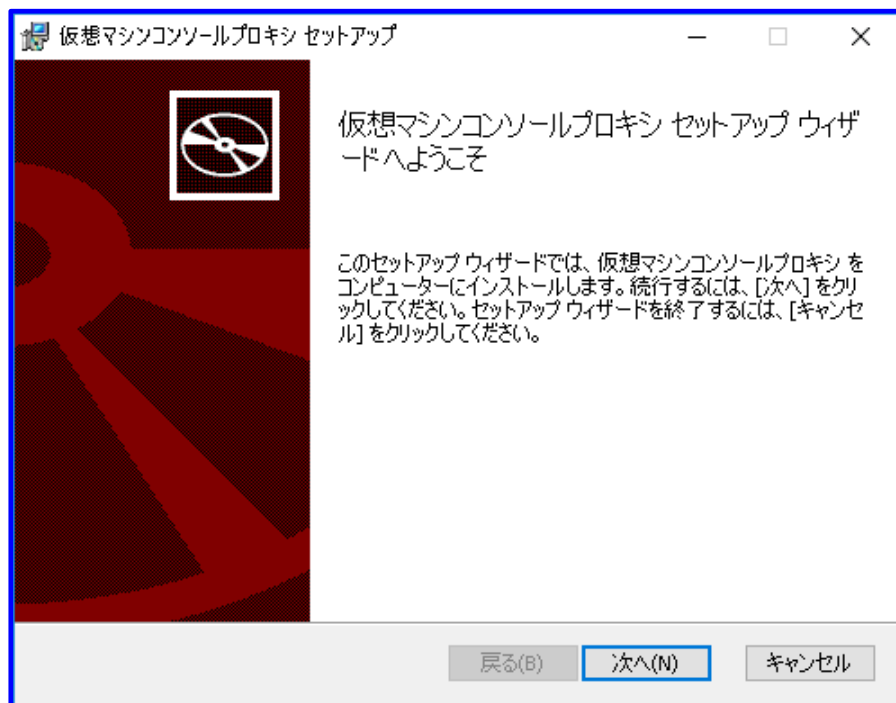 仮想マシンコンソールプロキシ セットアップ
仮想マシンコンソールプロキシ セットアップ ウィザ
ードへようこそ
このセットアップ ウィザードでは、仮想マシンコンソールプロキシ を
コンピューターにインストールします。続行するには、[次へ] をクリ
ックしてください。セットアップ ウィザードを終了するには、[キャンセ
ル] をクリックしてください。
戻る(B) 次へ(N) キャンセル